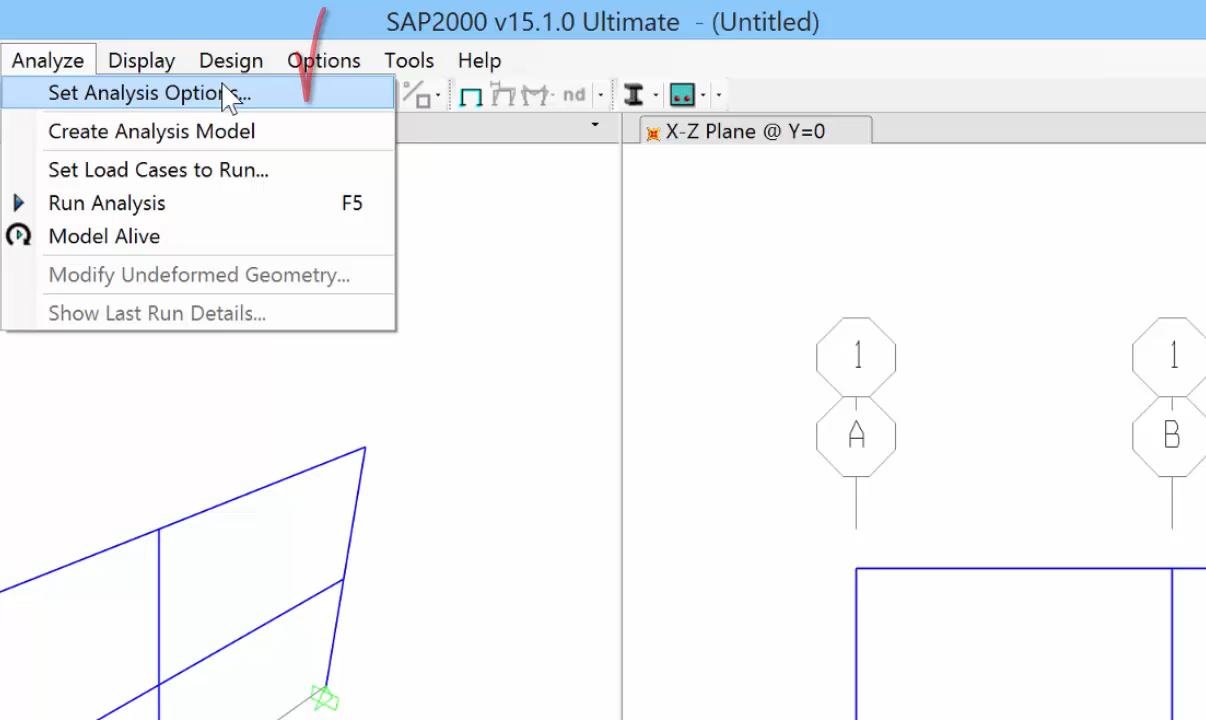 SAP2000 v15.1.0 Ultimate - (Untitled)
Analyze Display Design Options Tools Help
Set Analysis Options...
nd
X-Z Plane @ Y=0
Create Analysis Model
Set Load Cases to Run...
Run Analysis F5
Model Alive
Modify Undeformed Geometry...
Show Last Run Details...
1 1
A B